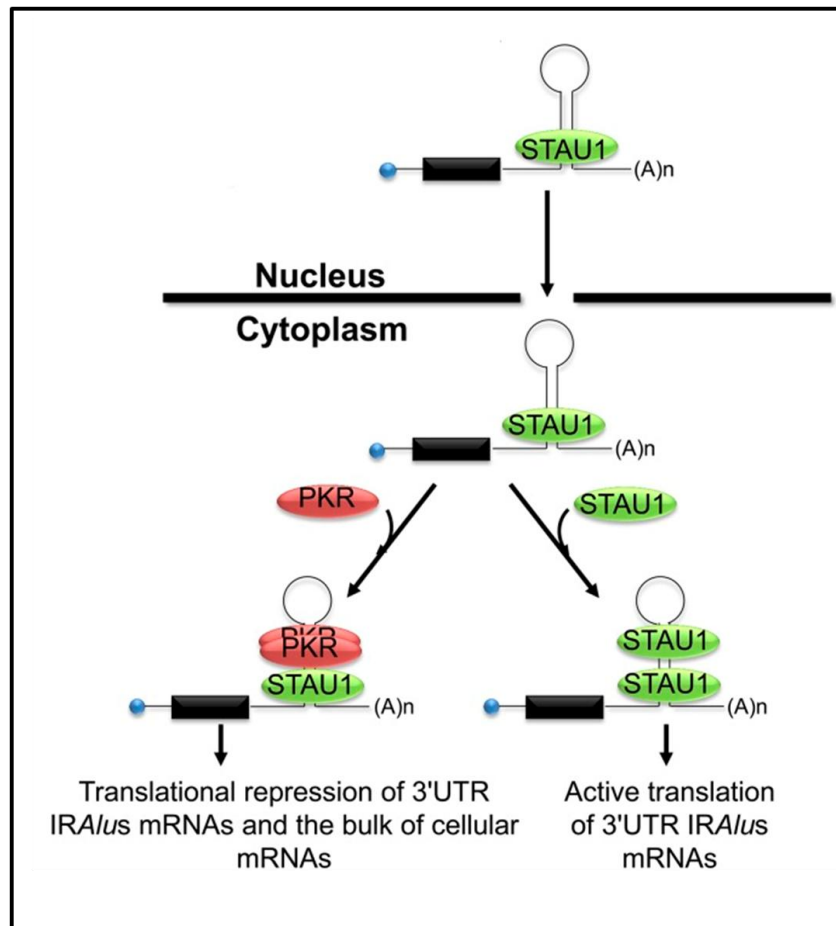 STAU1
(A)n
Nucleus
Cytoplasm
STAU1
(A)n
PKR
STAU1
PKR
PKR
STAU1
(A)n
STAU1
STAU1
(A)n
Translational repression of 3'UTR
IRAlus mRNAs and the bulk of cellular
mRNAs
Active translation
of 3'UTR IRAlus
mRNAs